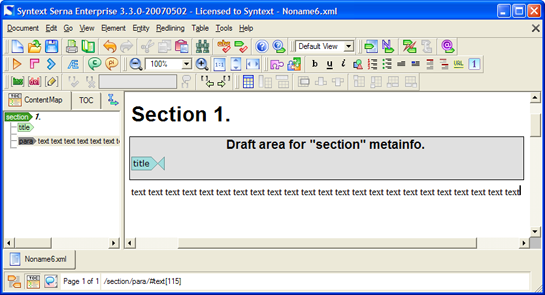 Syntext Serna Enterprise 3.3.0-20070502 - Licensed to Syntext - Noname6.xml
Document Edit Go View Element Entity Redlining Table Tools Help
Default View
100%
b i u URL 1
ContentMap TOC
section 1.
title
para text text text text text text t
Section 1.
Draft area for "section" metainfo.
title
text text text text text text text text text text text text text text text text text text text text text text text
Noname6.xml
TOC Page 1 of 1 /section/para/#text[115]